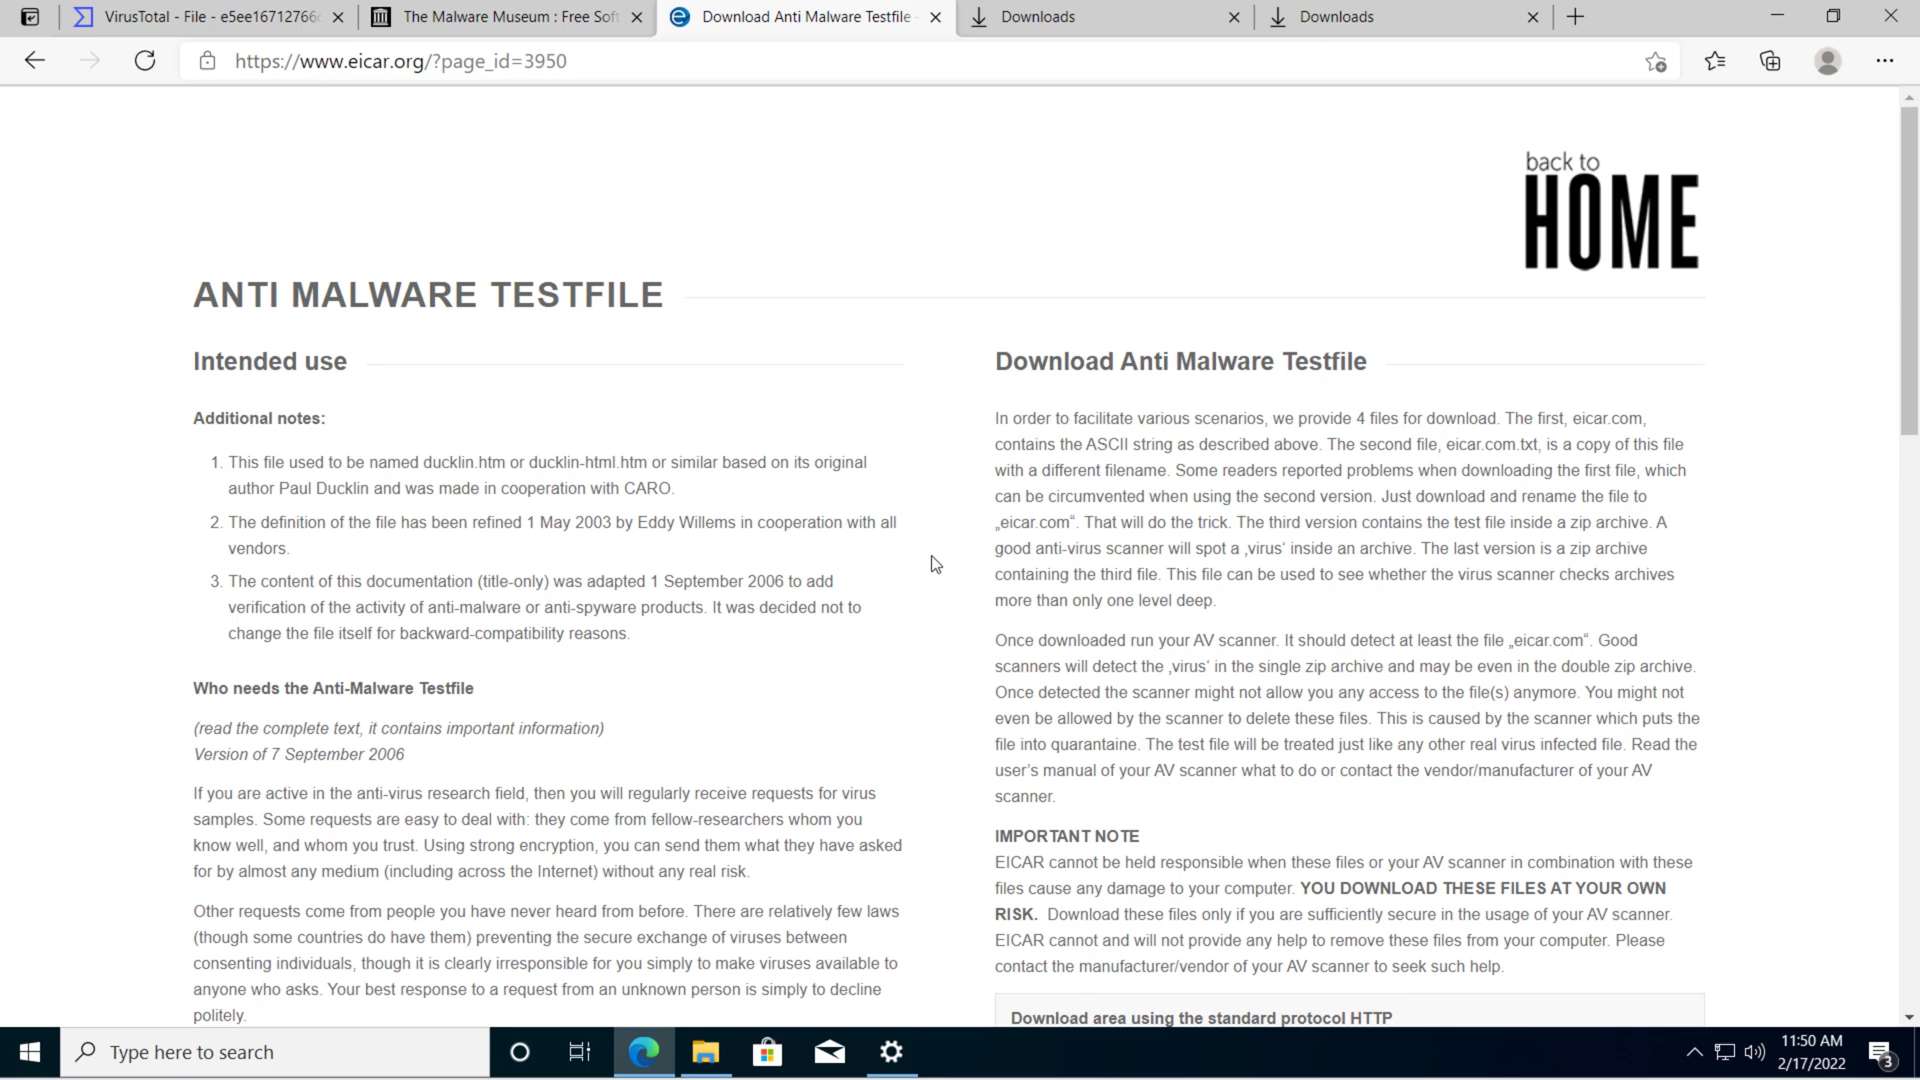 VirusTotal - File - e5ee16712766
The Malware Museum : Free Soft
Download Anti Malware Testfile
Downloads
Downloads
https://www.eicar.org/?page_id=3950
back to
HOME
ANTI MALWARE TESTFILE
Intended use
Additional notes:
1. This file used to be named ducklin.htm or ducklin-html.htm or similar based on its original
author Paul Ducklin and was made in cooperation with CARO.
2. The definition of the file has been refined 1 May 2003 by Eddy Willems in cooperation with all
vendors.
3. The content of this documentation (title-only) was adapted 1 September 2006 to add
verification of the activity of anti-malware or anti-spyware products. It was decided not to
change the file itself for backward-compatibility reasons.
Who needs the Anti-Malware Testfile
(read the complete text, it contains important information)
Version of 7 September 2006
If you are active in the anti-virus research field, then you will regularly receive requests for virus
samples. Some requests are easy to deal with: they come from fellow-researchers whom you
know well, and whom you trust. Using strong encryption, you can send them what they have asked
for by almost any medium (including across the Internet) without any real risk.
Other requests come from people you have never heard from before. There are relatively few laws
(though some countries do have them) preventing the secure exchange of viruses between
consenting individuals, though it is clearly irresponsible for you simply to make viruses available to
anyone who asks. Your best response to a request from an unknown person is simply to decline
politely.
Download Anti Malware Testfile
In order to facilitate various scenarios, we provide 4 files for download. The first, eicar.com,
contains the ASCII string as described above. The second file, eicar.com.txt, is a copy of this file
with a different filename. Some readers reported problems when downloading the first file, which
can be circumvented when using the second version. Just download and rename the file to
„eicar.com“. That will do the trick. The third version contains the test file inside a zip archive. A
good anti-virus scanner will spot a ‚virus‘ inside an archive. The last version is a zip archive
containing the third file. This file can be used to see whether the virus scanner checks archives
more than only one level deep.
Once downloaded run your AV scanner. It should detect at least the file „eicar.com“. Good
scanners will detect the ‚virus‘ in the single zip archive and may be even in the double zip archive.
Once detected the scanner might not allow you any access to the file(s) anymore. You might not
even be allowed by the scanner to delete these files. This is caused by the scanner which puts the
file into quarantaine. The test file will be treated just like any other real virus infected file. Read the
user’s manual of your AV scanner what to do or contact the vendor/manufacturer of your AV
scanner.
IMPORTANT NOTE
EICAR cannot be held responsible when these files or your AV scanner in combination with these
files cause any damage to your computer. YOU DOWNLOAD THESE FILES AT YOUR OWN
RISK. Download these files only if you are sufficiently secure in the usage of your AV scanner.
EICAR cannot and will not provide any help to remove these files from your computer. Please
contact the manufacturer/vendor of your AV scanner to seek such help.
Download area using the standard protocol HTTP
Type here to search
11:50 AM
2/17/2022
3